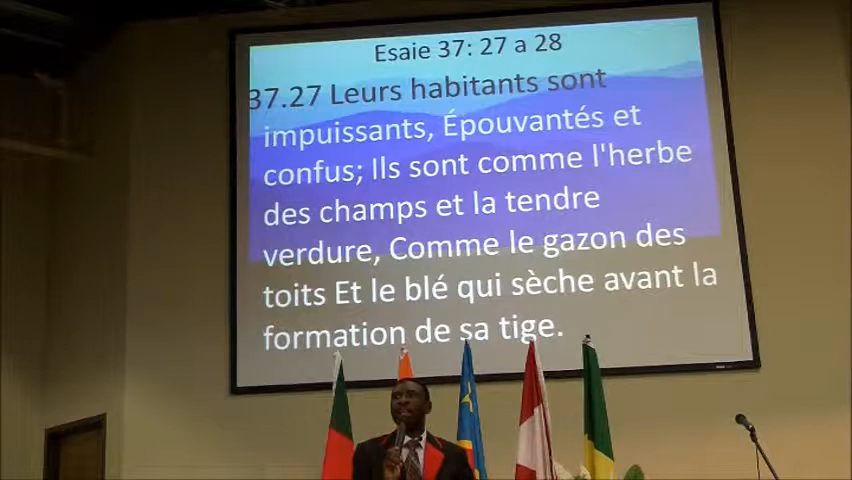 Esaie 37: 27 a 28
37.27 Leurs habitants sont
impuissants, Épouvantés et
confus; Ils sont comme l'herbe
des champs et la tendre
verdure, Comme le gazon des
toits Et le blé qui sèche avant la
formation de sa tige.